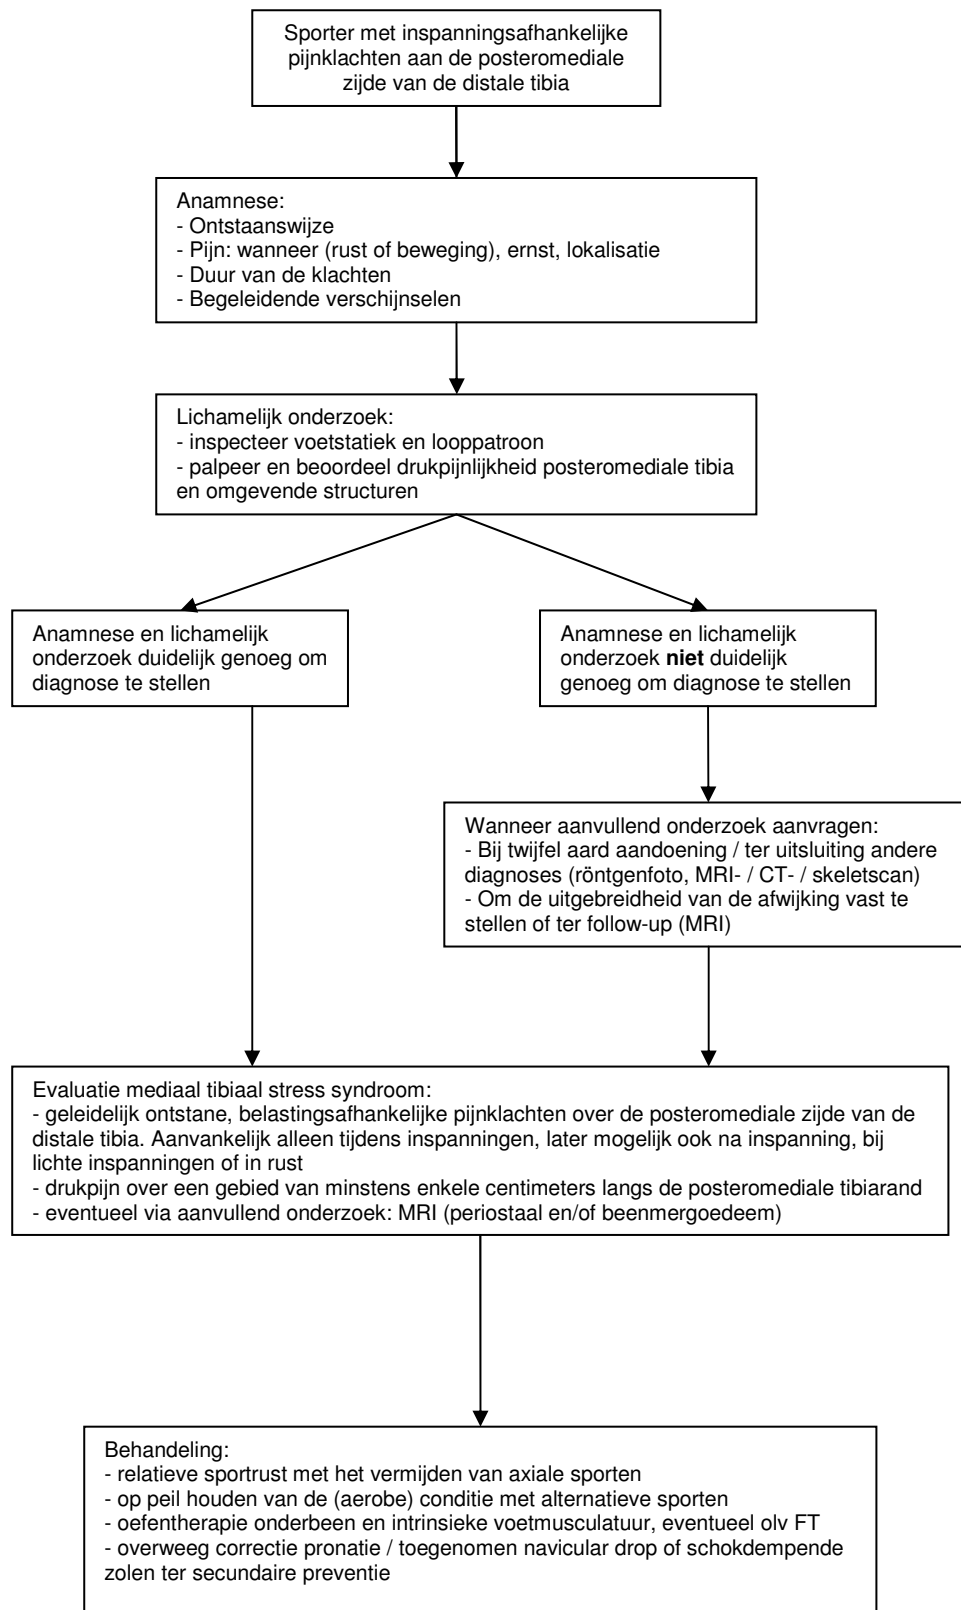 Sporter met inspanningsafhankelijke
pijnklachten aan de posteromediale
zijde van de distale tibia
Anamnese:
- Ontstaanswijze
- Pijn: wanneer (rust of beweging), ernst, lokalisatie
- Duur van de klachten
- Begeleidende verschijnselen
Lichamelijk onderzoek:
- inspecteer voetstatiek en looppatroon
- palpeer en beoordeel drukpijnlijkheid posteromediale tibia
en omgevende structuren
Anamnese en lichamelijk
onderzoek duidelijk genoeg om
diagnose te stellen
Anamnese en lichamelijk
onderzoek niet duidelijk
genoeg om diagnose te stellen
Wanneer aanvullend onderzoek aanvragen:
- Bij twijfel aard aandoening / ter uitsluiting andere
diagnoses (röntgenfoto, MRI- / CT- / skeletscan)
- Om de uitgebreidheid van de afwijking vast te
stellen of ter follow-up (MRI)
Evaluatie mediaal tibiaal stress syndroom:
- geleidelijk ontstane, belastingsafhankelijke pijnklachten over de posteromediale zijde van de
distale tibia. Aanvankelijk alleen tijdens inspanningen, later mogelijk ook na inspanning, bij
lichte inspanningen of in rust
- drukpijn over een gebied van minstens enkele centimeters langs de posteromediale tibiarand
- eventueel via aanvullend onderzoek: MRI (periostaal en/of beenmergoedeem)
Behandeling:
- relatieve sportrust met het vermijden van axiale sporten
- op peil houden van de (aerobe) conditie met alternatieve sporten
- oefentherapie onderbeen en intrinsieke voetmusculatuur, eventueel olv FT
- overweeg correctie pronatie / toegenomen navicular drop of schokdempende
zolen ter secundaire preventie